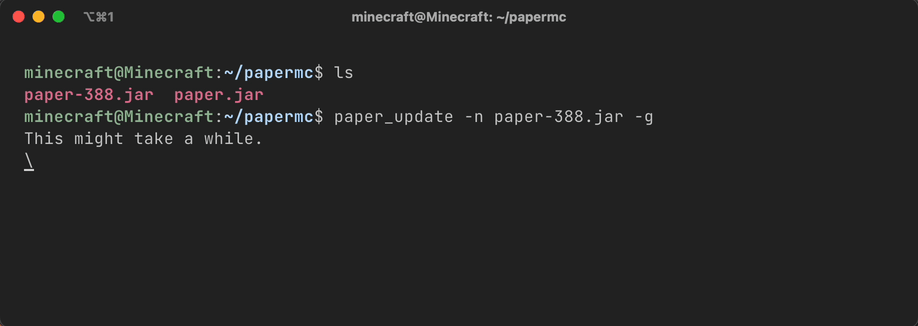 ⌥⌘1 minecraft@Minecraft: ~/papermc
minecraft@Minecraft:~/papermc$ ls
paper-388.jar  paper.jar
minecraft@Minecraft:~/papermc$ paper_update -n paper-388.jar -g
This might take a while.
\